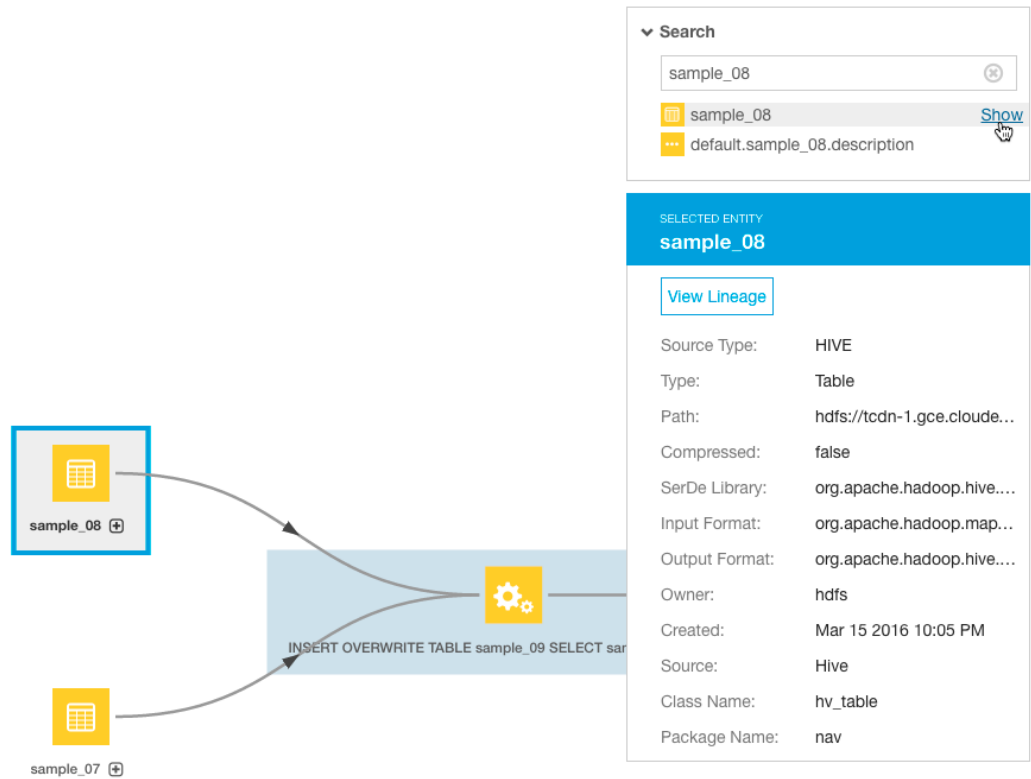 Search
sample_08
sample_08 Show
default.sample_08.description
SELECTED ENTITY
sample_08
View Lineage
Source Type: HIVE
Type: Table
Path: hdfs://tcdn-1.gce.cloude...
Compressed: false
SerDe Library: org.apache.hadoop.hive....
Input Format: org.apache.hadoop.map...
Output Format: org.apache.hadoop.hive....
Owner: hdfs
Created: Mar 15 2016 10:05 PM
Source: Hive
Class Name: hv_table
Package Name: nav
sample_08
INSERT OVERWRITE TABLE sample_09 SELECT sar
sample_07